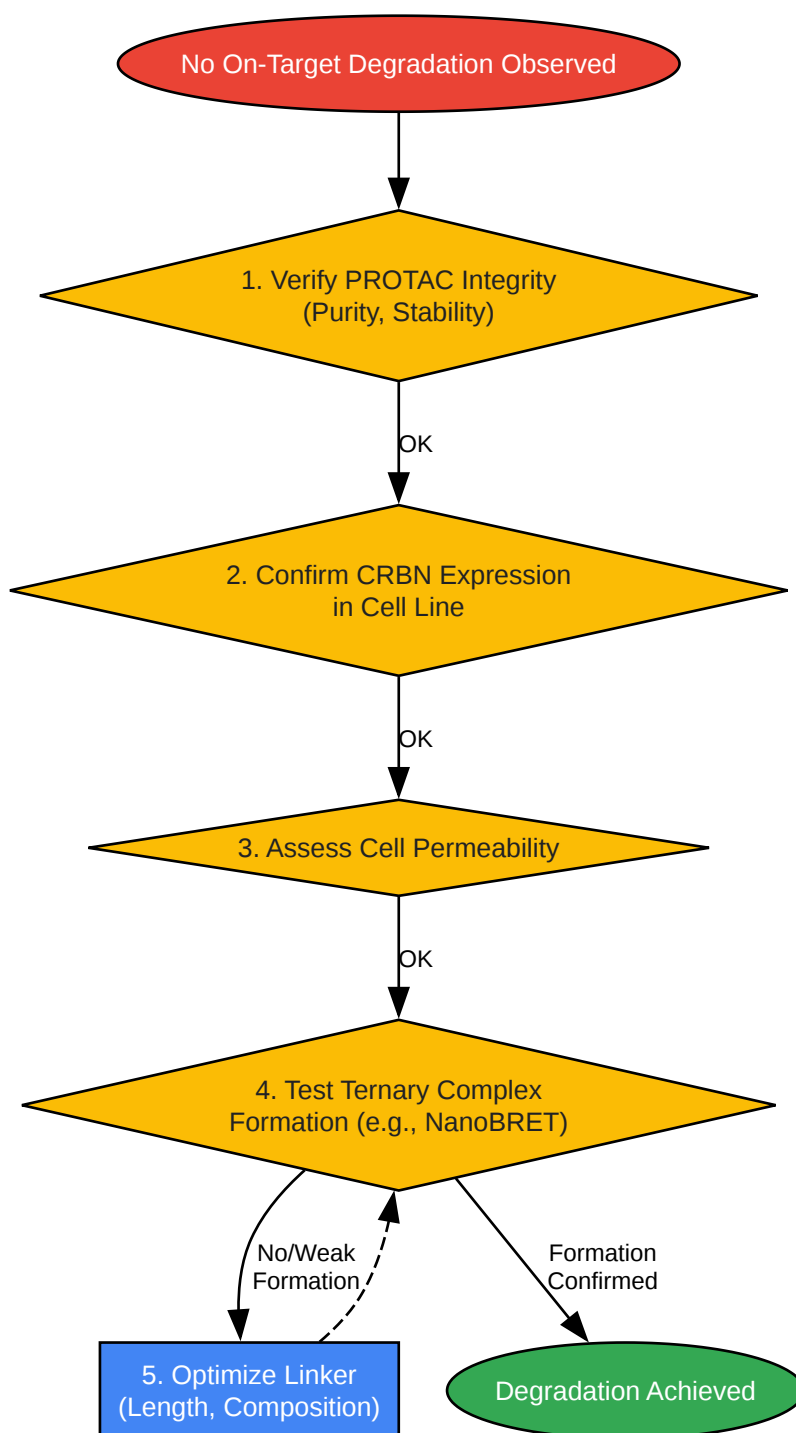 No On-Target Degradation Observed
1. Verify PROTAC Integrity
(Purity, Stability)
OK
2. Confirm CRBN Expression
in Cell Line
OK
3. Assess Cell Permeability
OK
4. Test Ternary Complex
Formation (e.g., NanoBRET)
No/Weak
Formation
Formation
Confirmed
5. Optimize Linker
(Length, Composition)
Degradation Achieved